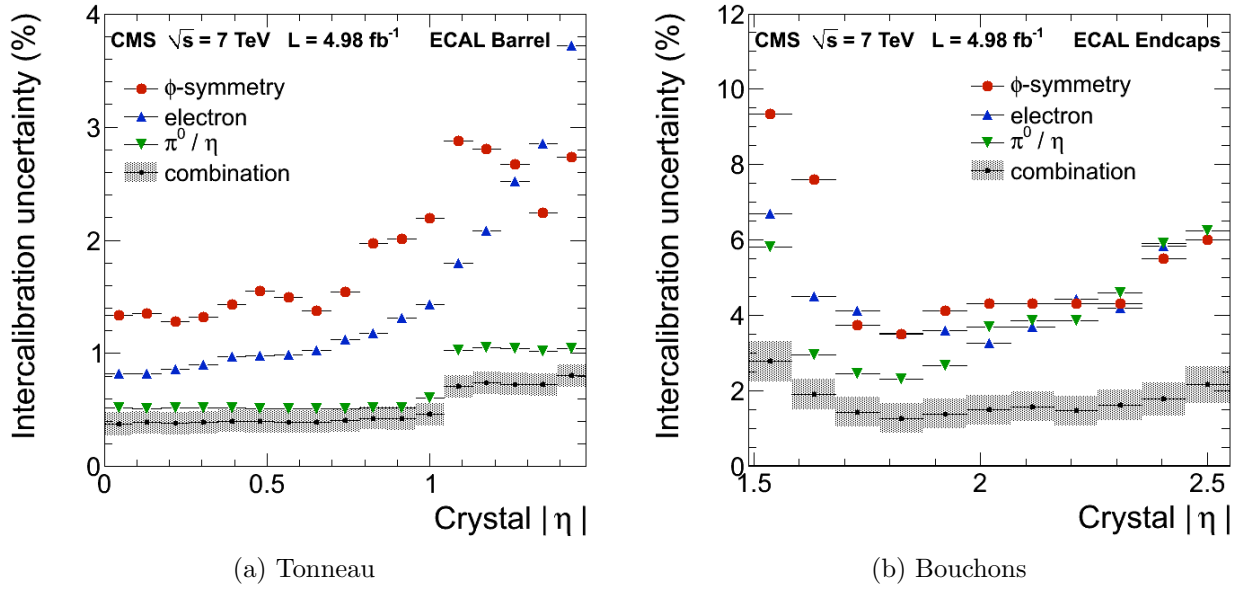 Intercalibration uncertainty (%)
4
3
2
1
0
CMS √s = 7 TeV L = 4.98 fb⁻¹ ECAL Barrel
ϕ-symmetry
electron
π⁰ / η
combination
0 0.5 1
Crystal | η |
(a) Tonneau
Intercalibration uncertainty (%)
12
10
8
6
4
2
0
CMS √s = 7 TeV L = 4.98 fb⁻¹ ECAL Endcaps
ϕ-symmetry
electron
π⁰ / η
combination
1.5 2 2.5
Crystal | η |
(b) Bouchons